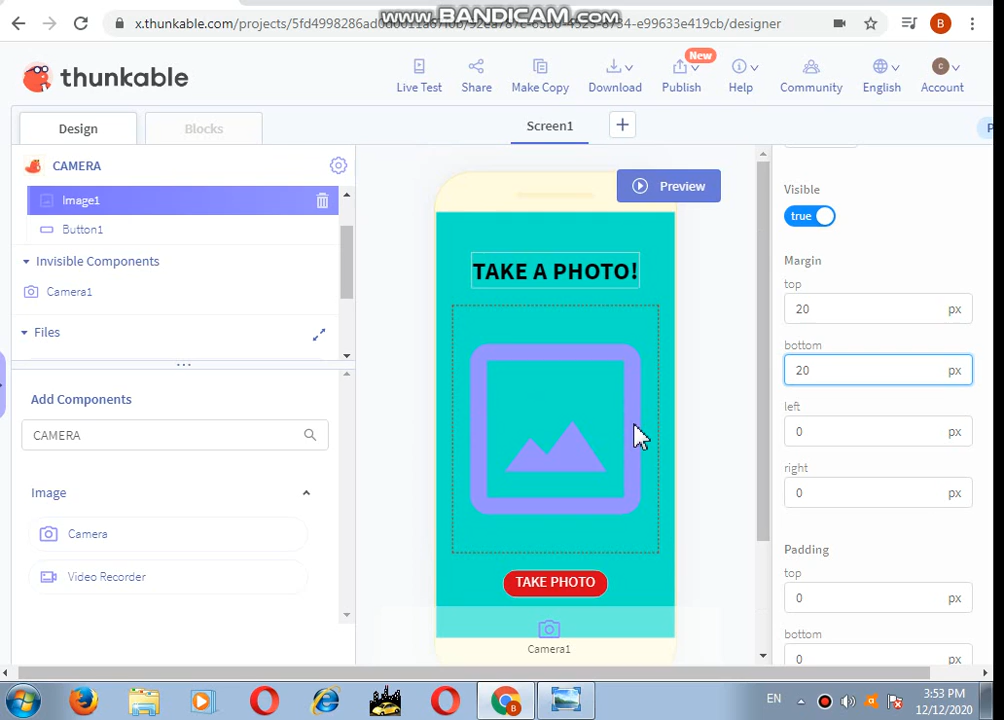 www.BANDICAM.com
x.thunkable.com/projects/
e99633e419cb/designer
B
thunkable
New
Live Test
Share
Make Copy
Download
Publish
Help
Community
English
C
Account
Design
Blocks
Screen1
+
P
CAMERA
Image1
Button1
Invisible Components
Camera1
Files
Add Components
CAMERA
Image
Camera
Video Recorder
Preview
TAKE A PHOTO!
TAKE PHOTO
Camera1
Visible
true
Margin
top
20 px
bottom
20 px
left
0 px
right
0 px
Padding
top
0 px
bottom
0 px
B
EN
3:53 PM
12/12/2020